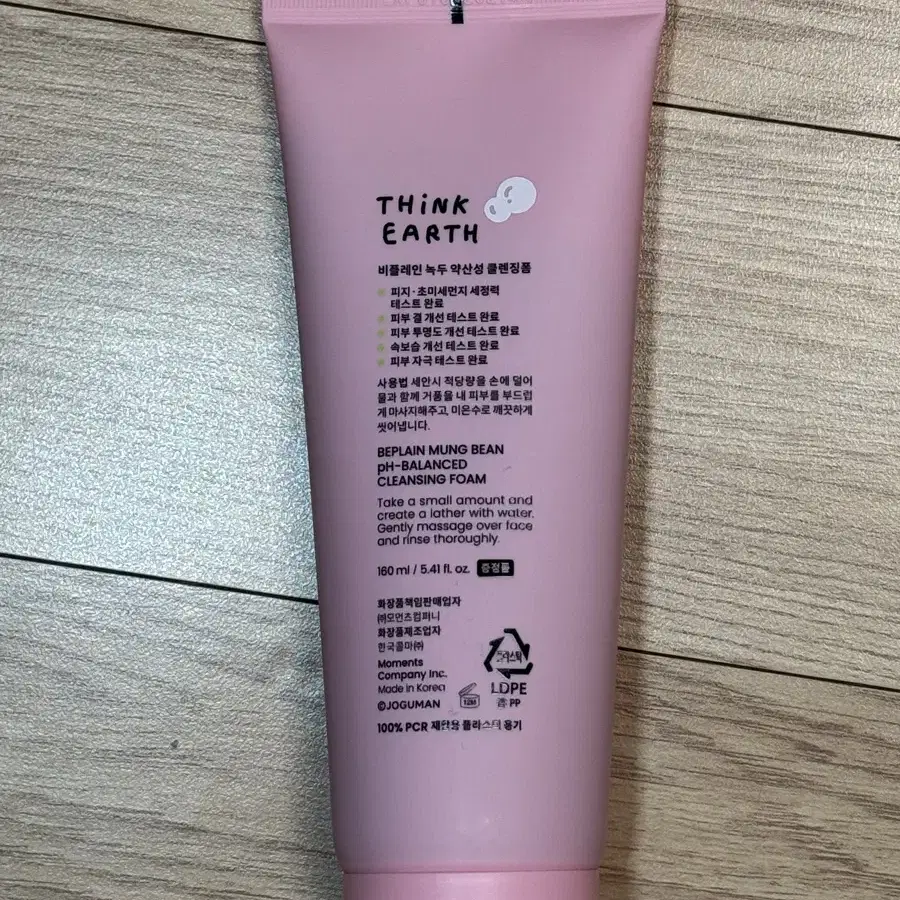 THiNK
EARTH
비플레인 녹두 약산성 클렌징폼
피지·초미세먼지 세정력
테스트 완료
피부 결 개선 테스트 완료
피부 투명도 개선 테스트 완료
속보습 개선 테스트 완료
피부 자극 테스트 완료
사용법 세안시 적당량을 손에 덜어
물과 함께 거품을 내 피부를 부드럽
게 마사지해주고, 미온수로 깨끗하게
씻어냅니다.
BEPLAIN MUNG BEAN
pH-BALANCED
CLEANSING FOAM
Take a small amount and
create a lather with water.
Gently massage over face
and rinse thoroughly.
160 ml / 5.41 fl. oz. 증정품
화장품책임판매업자
㈜모먼츠컴퍼니
화장품제조업자
한국콜마㈜
Moments
Company Inc.
Made in Korea
©JOGUMAN
12M
플라스틱
LDPE
캡 PP
100% PCR 재활용 플라스틱 용기